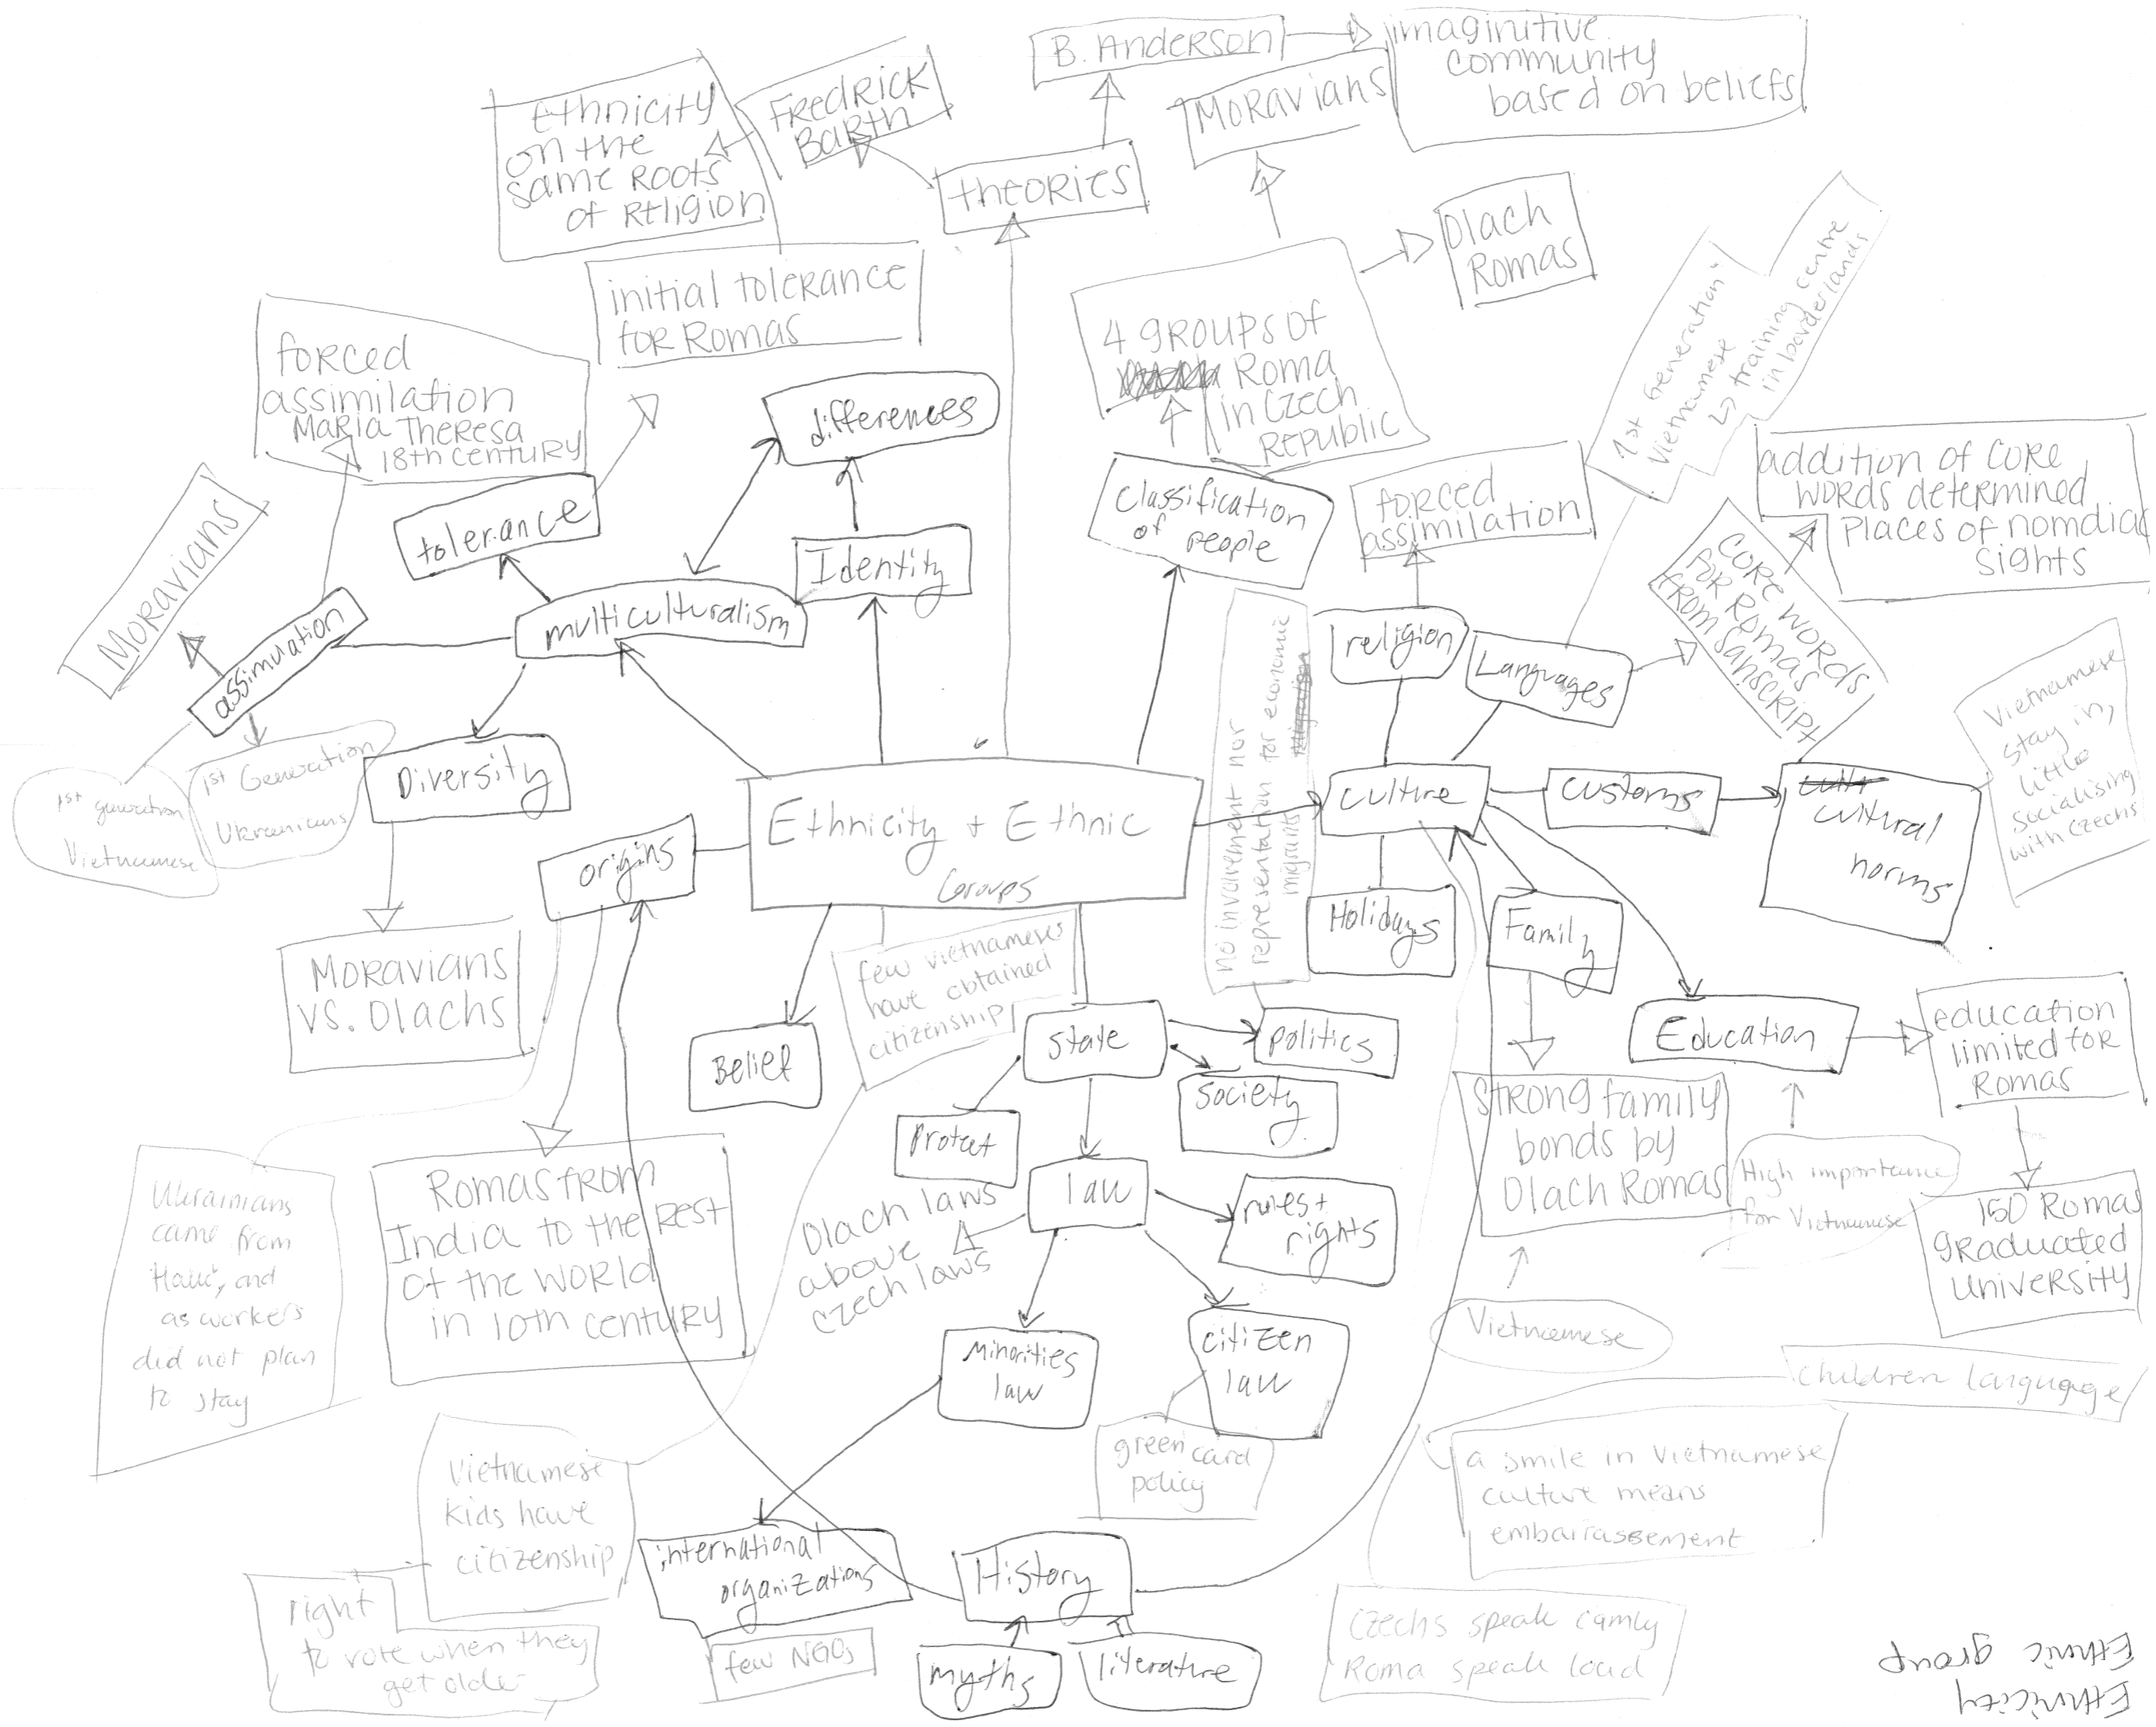 B. Anderson
imaginitive
community
based on beliefs
Ethnicity
on the
same Roots
of Religion
Fredrick
Barth
theories
Moravians
Olach
Romas
initial tolerance
for Romas
4 groups of
Roma
in Czech
Republic
1st Generation
Vietnamese
↳ training centre
in borderlands
forced
assimilation
Maria Theresa
18th century
differences
tolerance
Identity
Classification
of people
forced
assimilation
addition of core
words determined
Places of nomdiac
sights
core words
for Romas
from Sanscript
Moravians
assimulation
multiculturalism
religion
Languages
no involvement nor
representation for economic
migrants
Vietnamese
stay in,
little
socialising
with czechs
1st generation
Vietnamese
1st Generation
Ukranians
Diversity
origins
Ethnicity + Ethnic
Groups
culture
customs
cultural
norms
Holidays
Family
Moravians
vs. Olachs
few vietnameses
have obtained
citizenship
Belief
State
politics
society
Protect
Education
education
limited for
Romas
Strong family
bonds by
Olach Romas
High importance
for Vietnamese
150 Romas
graduated
University
Ukrainians
came from
and
as workers
did not plan
to stay
Romas from
India to the Rest
of the world
in 10th century
law
Olach laws
above
czech laws
rules +
rights
Minorities
law
citizen
law
green card
policy
Vietnamese
children language
a smile in Vietnamese
culture means
embairassement
Vietnamese
kids have
citizenship
right
to vote when they
get older
international
organizations
few NGOs
History
myths
literature
Czechs speak camly
Roma speak loud
Ethnicity
Ethnic group